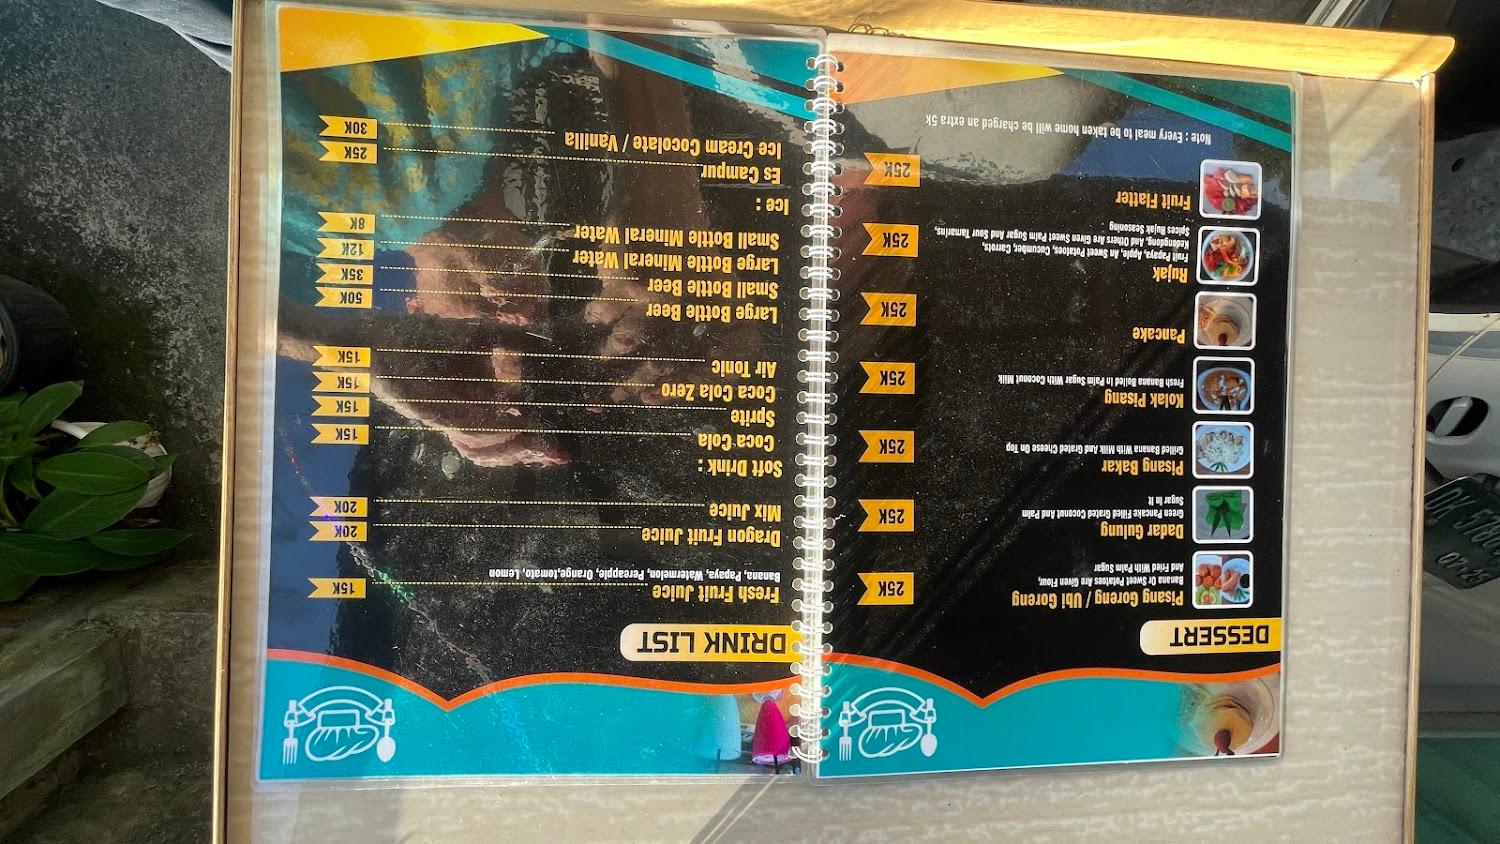 DESSERT
Pisang Goreng / Ubi Goreng 25K
Banana Or Sweet Potatoes Are Given Flour,
And Fried With Palm Sugar
Dadar Gulung 25K
Green Pancake Filled Grated Coconut And Palm
Sugar In It
Pisang Bakar 25K
Grilled Banana With Milk And Grated Cheese On Top
Kolak Pisang 25K
Fresh Banana Boiled In Palm Sugar With Coconut Milk
Pancake 25K
Rujak 25K
Fruit Papaya, Apple, An Sweet Potatoes, Cucumber, Carrots,
Kedongdong, And Others Are Given Sweet Palm Sugar And Sour Tamarins,
Spices Rujak Seasoning
Fruit Flatter 25K
Note : Every meal to be taken home will be charged an extra 5k
DRINK LIST
Fresh Fruit Juice 15K
Banana, Papaya, Watermelon, Pereapple, Orange,tomato, Lemon
Dragon Fruit Juice 20K
Mix Juice 20K
Soft Drink :
Coca Cola 15K
Sprite 15K
Coca Cola Zero 15K
Air Tonic 15K
Large Bottle Beer 50K
Small Bottle Beer 35K
Large Bottle Mineral Water 12K
Small Bottle Mineral Water 8K
Ice :
Es Campur 25K
Ice Cream Cocolate / Vanilla 30K